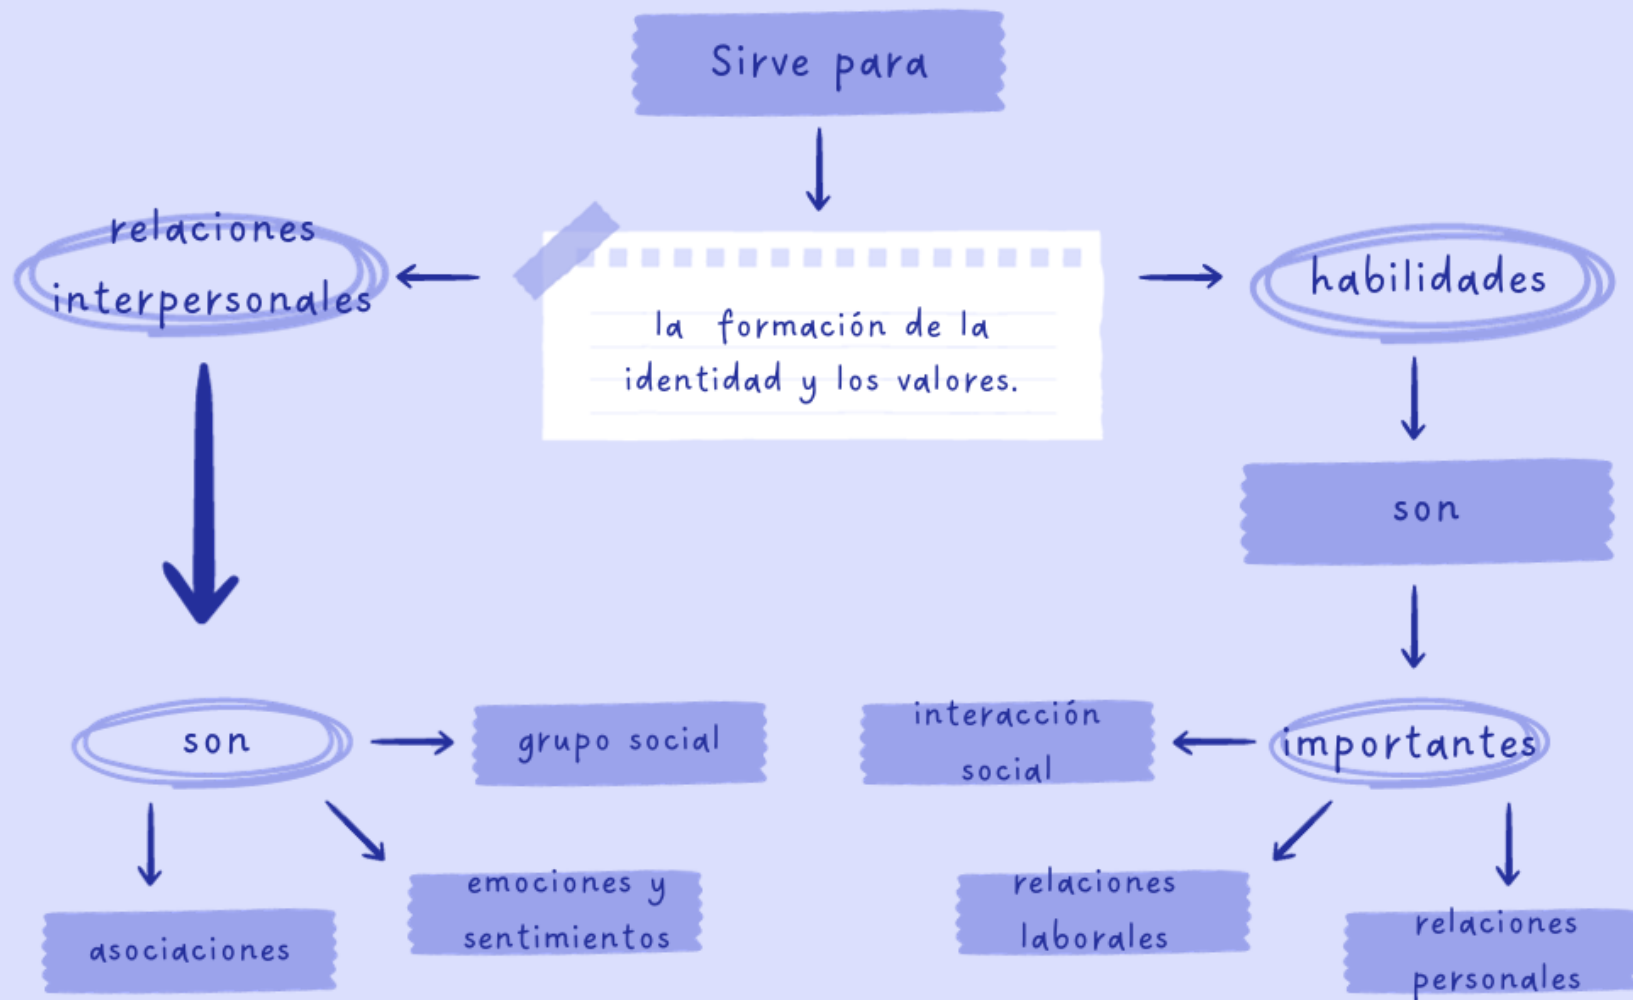 Sirve para
relaciones
interpersonales
la formación de la
identidad y los valores.
habilidades
son
son
grupo social
interacción
social
importantes
asociaciones
emociones y
sentimientos
relaciones
laborales
relaciones
personales